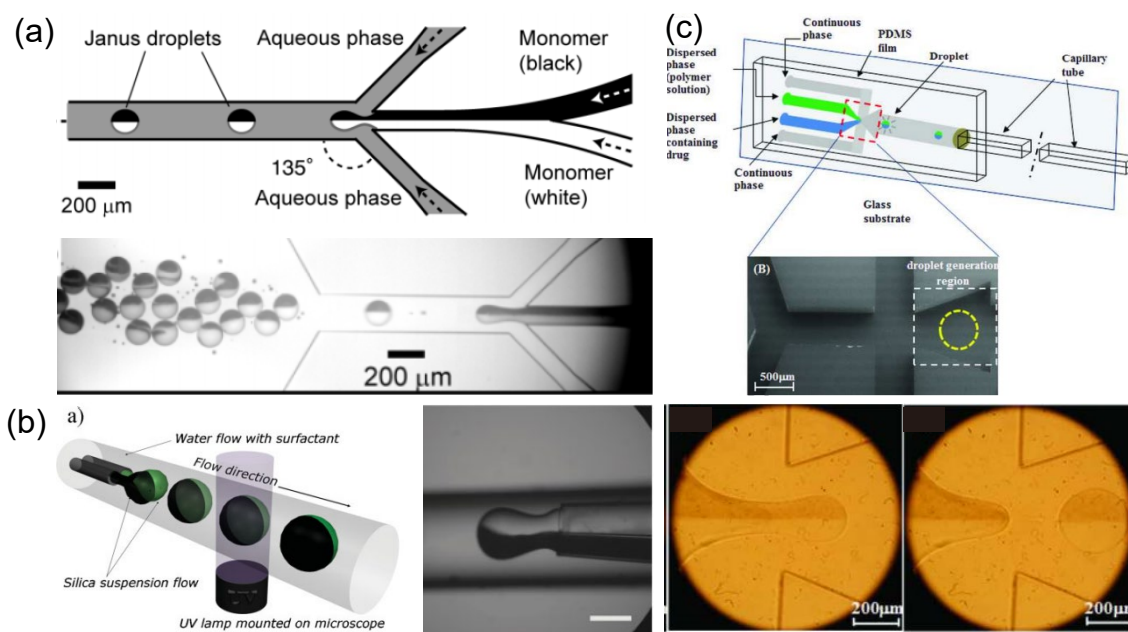 (a)
Janus droplets
Aqueous phase
Monomer
(black)
135°
200 μm
Aqueous phase
Monomer
(white)
200 μm
(b)
a)
Water flow with surfactant
Flow direction
Silica suspension flow
UV lamp mounted on microscope
(c)
Continuous
phase
PDMS
film
Droplet
Capillary
tube
Dispersed
phase
(polymer
solution)
Dispersed
phase
containing
drug
Continuous
phase
Glass
substrate
(B)
droplet generation
region
500μm
200μm
200μm